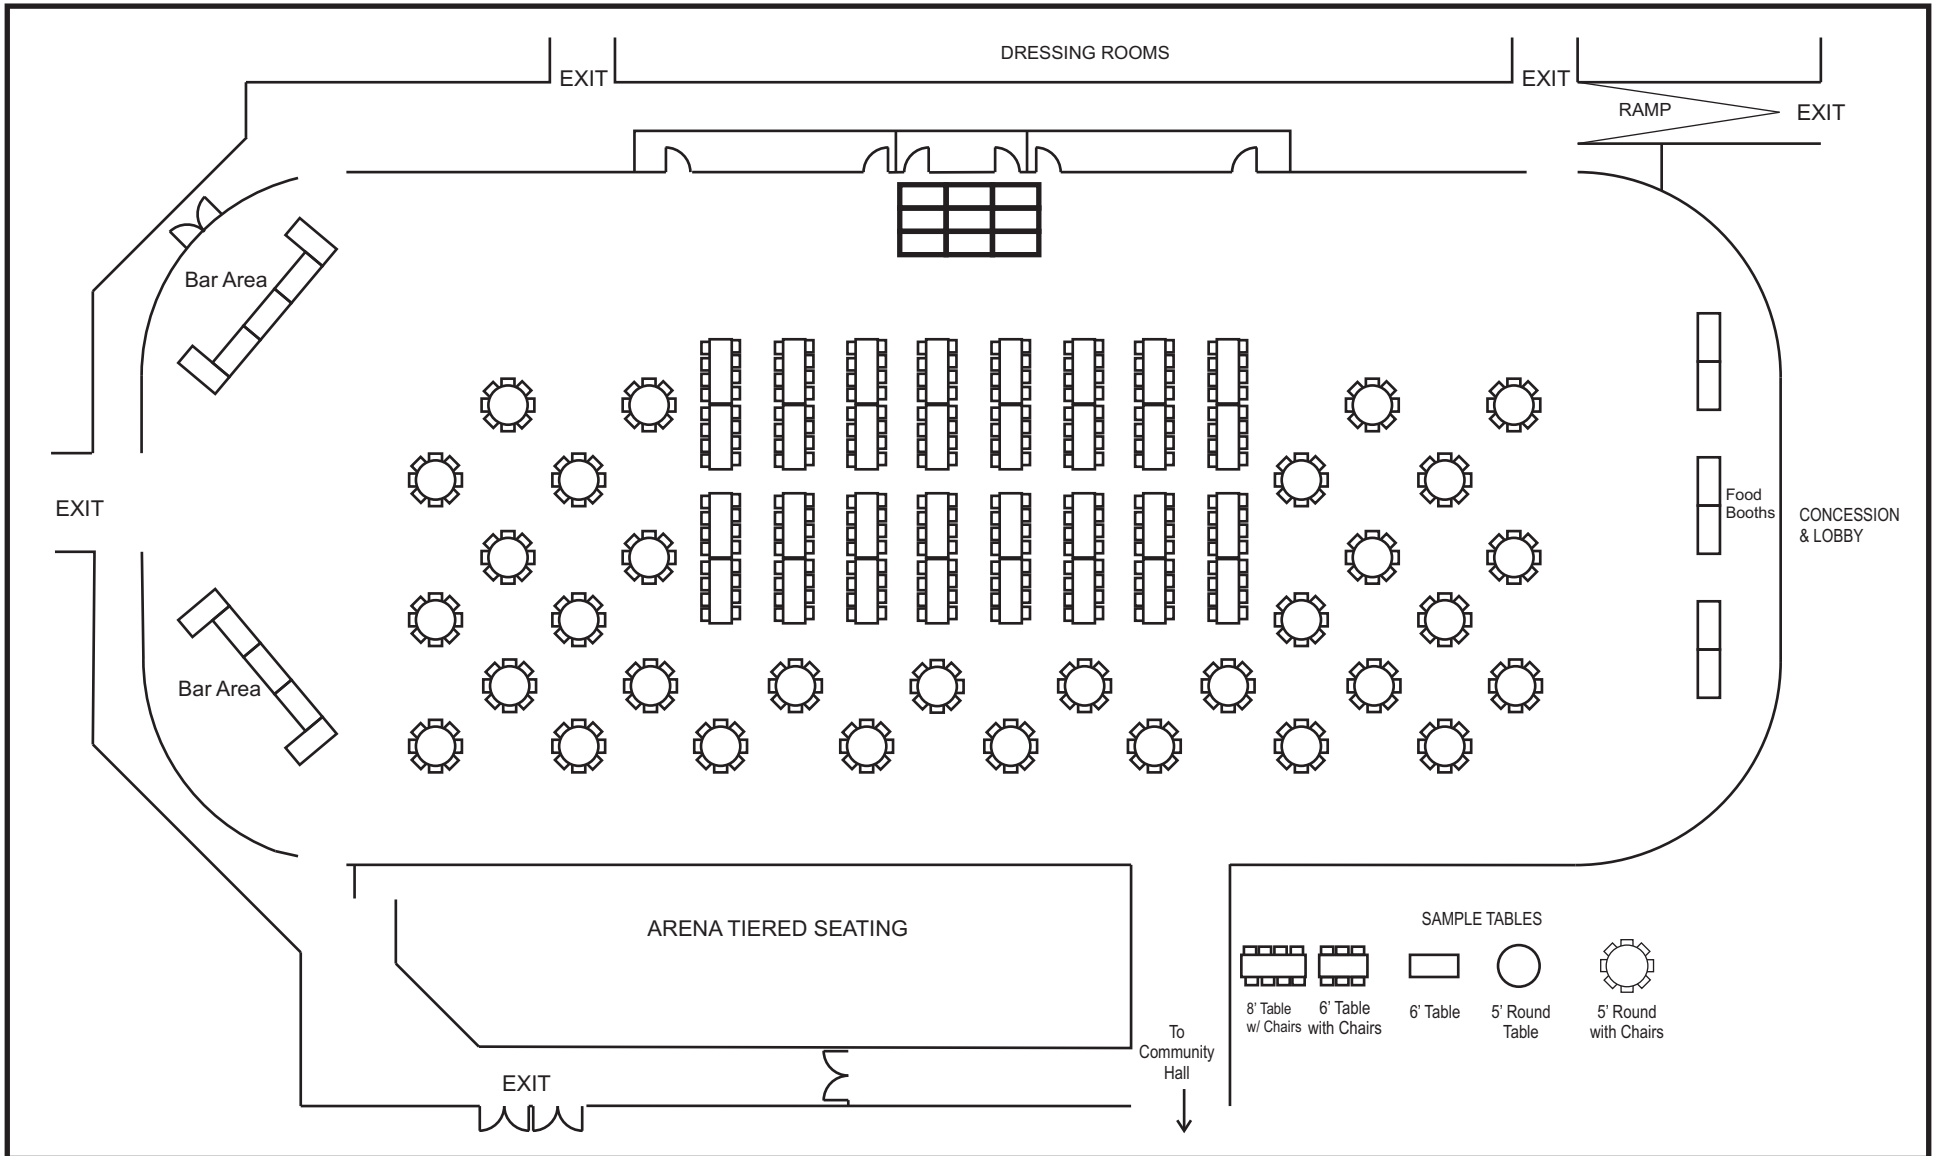 DRESSING ROOMS
EXIT
EXIT
RAMP
EXIT
Bar Area
EXIT
Food
Booths
CONCESSION
& LOBBY
Bar Area
ARENA TIERED SEATING
SAMPLE TABLES
8' Table
w/ Chairs
6' Table
with Chairs
6' Table
5' Round
Table
5' Round
with Chairs
To
Community
Hall
EXIT